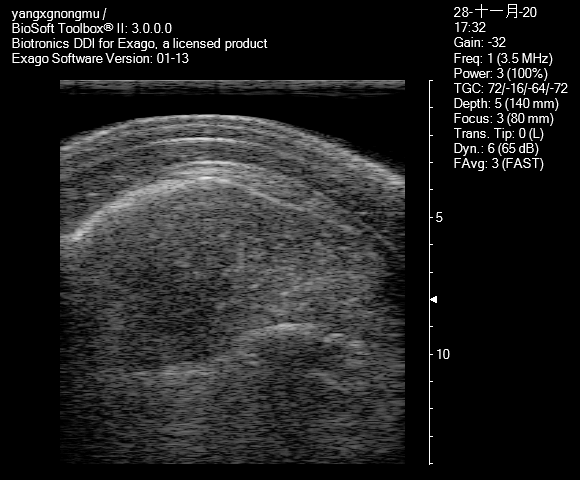 yangxgnongmu /
BioSoft Toolbox® II: 3.0.0.0
Biotronics DDI for Exago, a licensed product
Exago Software Version: 01-13
28-十一月-20
17:32
Gain: -32
Freq: 1 (3.5 MHz)
Power: 3 (100%)
TGC: 72/-16/-64/-72
Depth: 5 (140 mm)
Focus: 3 (80 mm)
Trans. Tip: 0 (L)
Dyn.: 6 (65 dB)
FAvg: 3 (FAST)
5
10